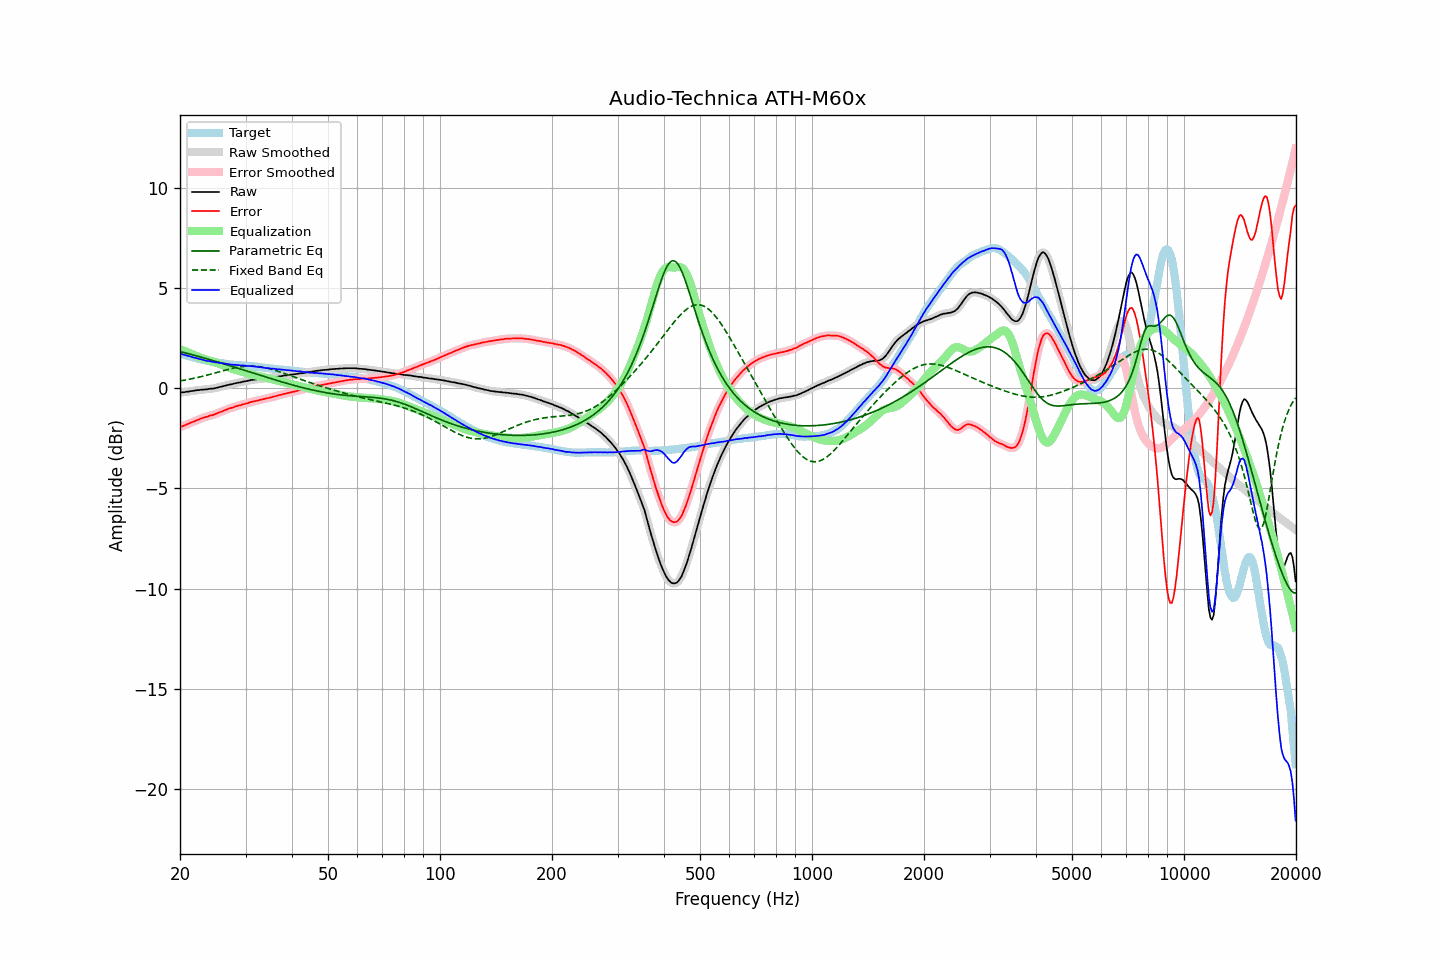 Audio-Technica ATH-M60x
Target
Raw Smoothed
Error Smoothed
Raw
Error
Equalization
Parametric Eq
Fixed Band Eq
Equalized
Amplitude (dBr)
10
5
0
−5
−10
−15
−20
20
50
100
200
500
1000
2000
5000
10000
20000
Frequency (Hz)